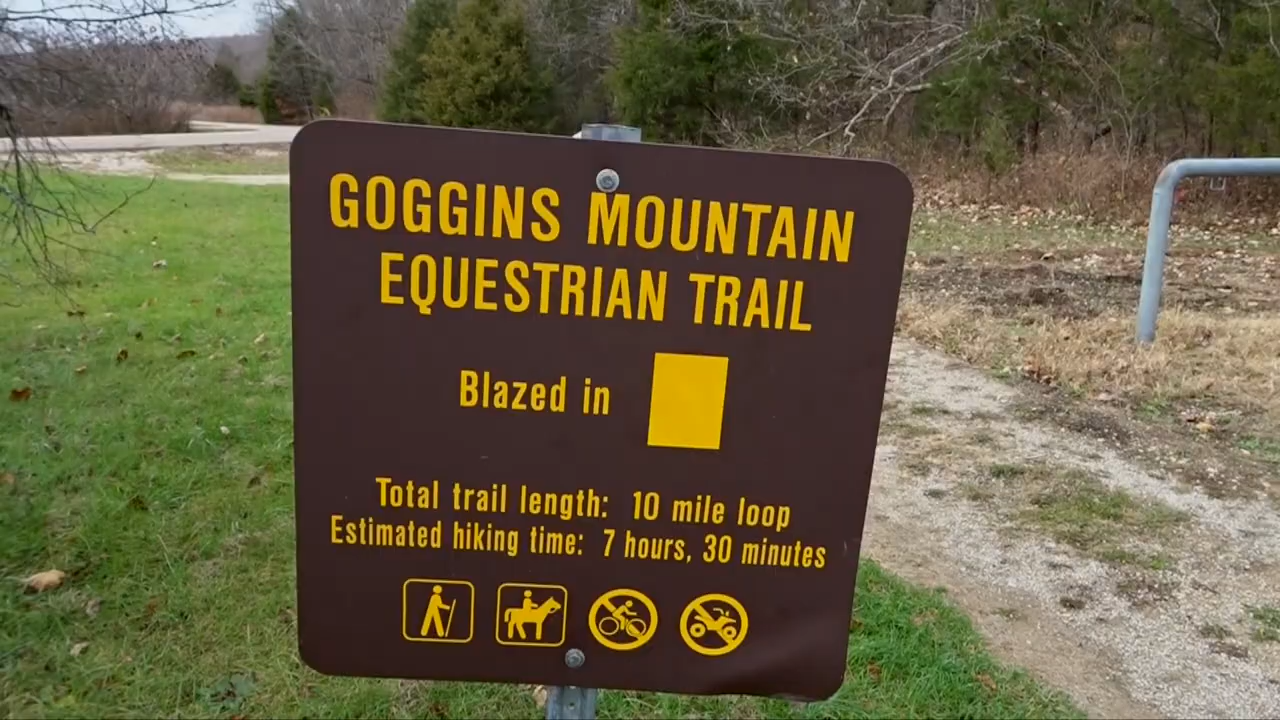 GOGGINS MOUNTAIN
EQUESTRIAN TRAIL
Blazed in
Total trail length: 10 mile loop
Estimated hiking time: 7 hours, 30 minutes